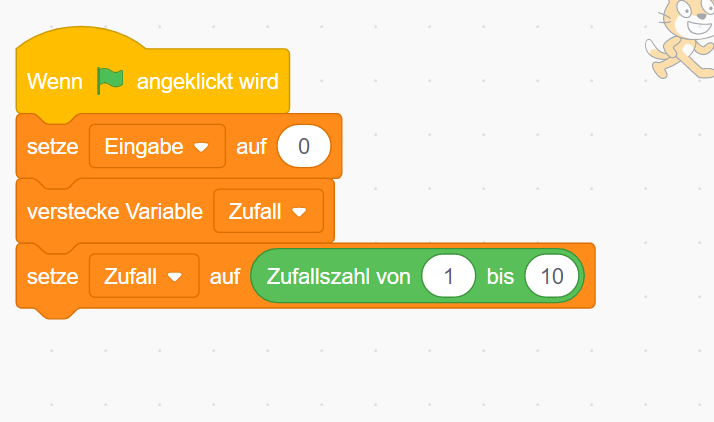 Wenn angeklickt wird
setze Eingabe auf 0
verstecke Variable Zufall
setze Zufall auf Zufallszahl von 1 bis 10